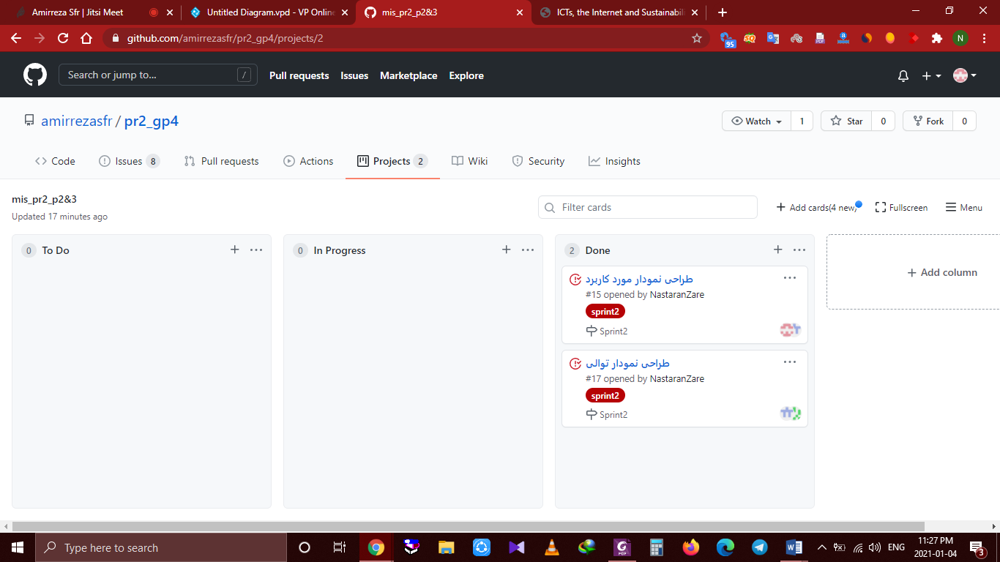 Amirreza Sfr | Jitsi Meet
Untitled Diagram.vpd - VP Online
mis_pr2_p2&3
ICTs, the Internet and Sustainabili
github.com/amirrezasfr/pr2_gp4/projects/2
95
N
Search or jump to...
/
Pull requests
Issues
Marketplace
Explore
amirrezasfr / pr2_gp4
Watch
1
Star
0
Fork
0
Code
Issues 8
Pull requests
Actions
Projects 2
Wiki
Security
Insights
mis_pr2_p2&3
Updated 17 minutes ago
Filter cards
Add cards(4 new)
Fullscreen
Menu
0 To Do
0 In Progress
2 Done
Add column
طراحی نمودار مورد کاربرد
#15 opened by NastaranZare
sprint2
Sprint2
طراحی نمودار توالی
#17 opened by NastaranZare
sprint2
Sprint2
Type here to search
ENG
11:27 PM
2021-01-04
3